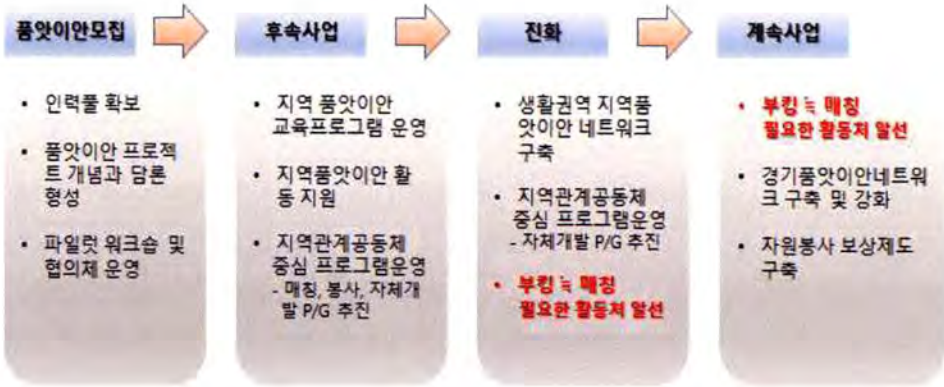 품앗이안모집
• 인력풀 확보
• 품앗이안 프로젝
트 개념과 담론
형성
• 파일럿 워크숍 및
협의체 운영
후속사업
• 지역 품앗이안
교육프로그램 운영
• 지역품앗이안 활
동 지원
• 지역관계공동체
중심 프로그램운영
- 매칭, 봉사, 자체개
발 P/G 추진
진화
• 생활권역 지역품
앗이안 네트워크
구축
• 지역관계공동체
중심 프로그램운영
- 자체개발 P/G 추진
• 부킹 ≒ 매칭
필요한 활동처 알선
계속사업
• 부킹 ≒ 매칭
필요한 활동처 알선
• 경기품앗이안네트워
크 구축 및 강화
• 자원봉사 보상제도
구축